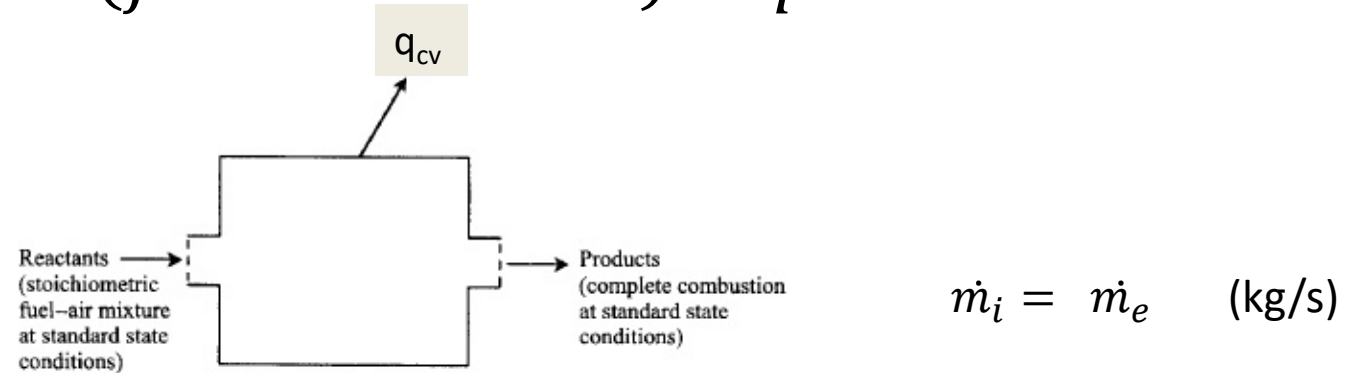 q_cv
Reactants
(stoichiometric
fuel–air mixture
at standard state
conditions)
Products
(complete combustion
at standard state
conditions)
ṁ_i = ṁ_e (kg/s)